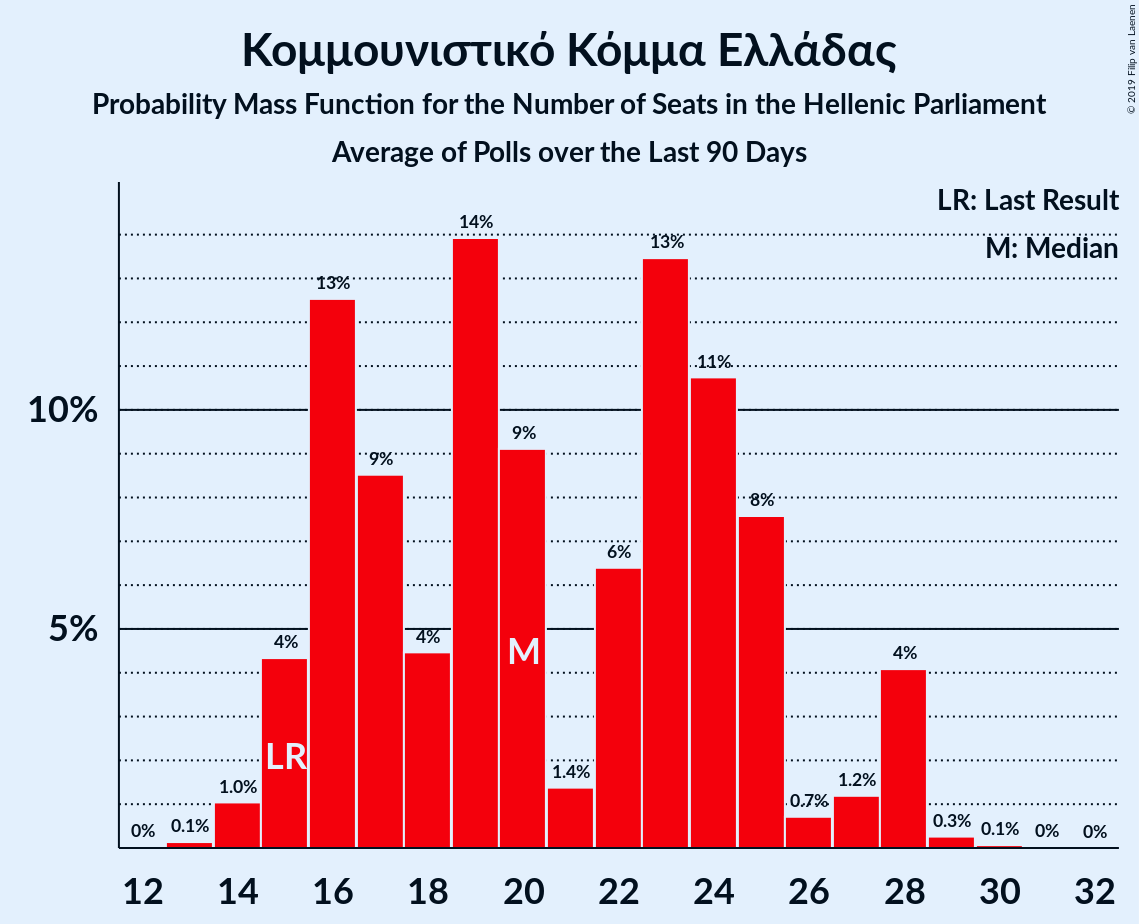 Κομμουνιστικό Κόμμα Ελλάδας
Probability Mass Function for the Number of Seats in the Hellenic Parliament
Average of Polls over the Last 90 Days
© 2019 Filip van Laenen
LR: Last Result
M: Median
10%
5%
0%
0.1%
1.0%
4%
13%
9%
4%
14%
9%
1.4%
6%
13%
11%
8%
0.7%
1.2%
4%
0.3%
0.1%
0%
0%
LR
M
12 14 16 18 20 22 24 26 28 30 32